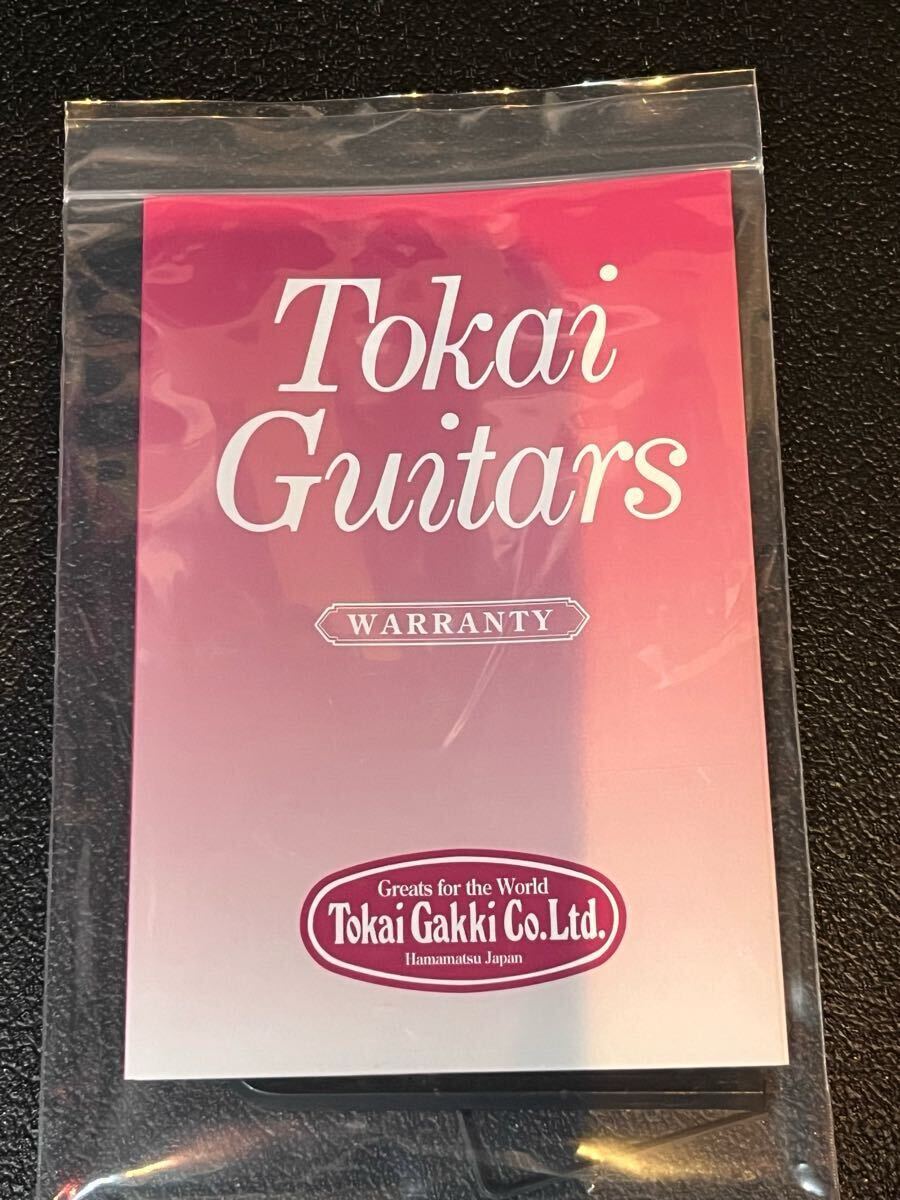 Tokai
Guitars
WARRANTY
Greats for the World
Tokai Gakki Co.Ltd.
Hamamatsu Japan